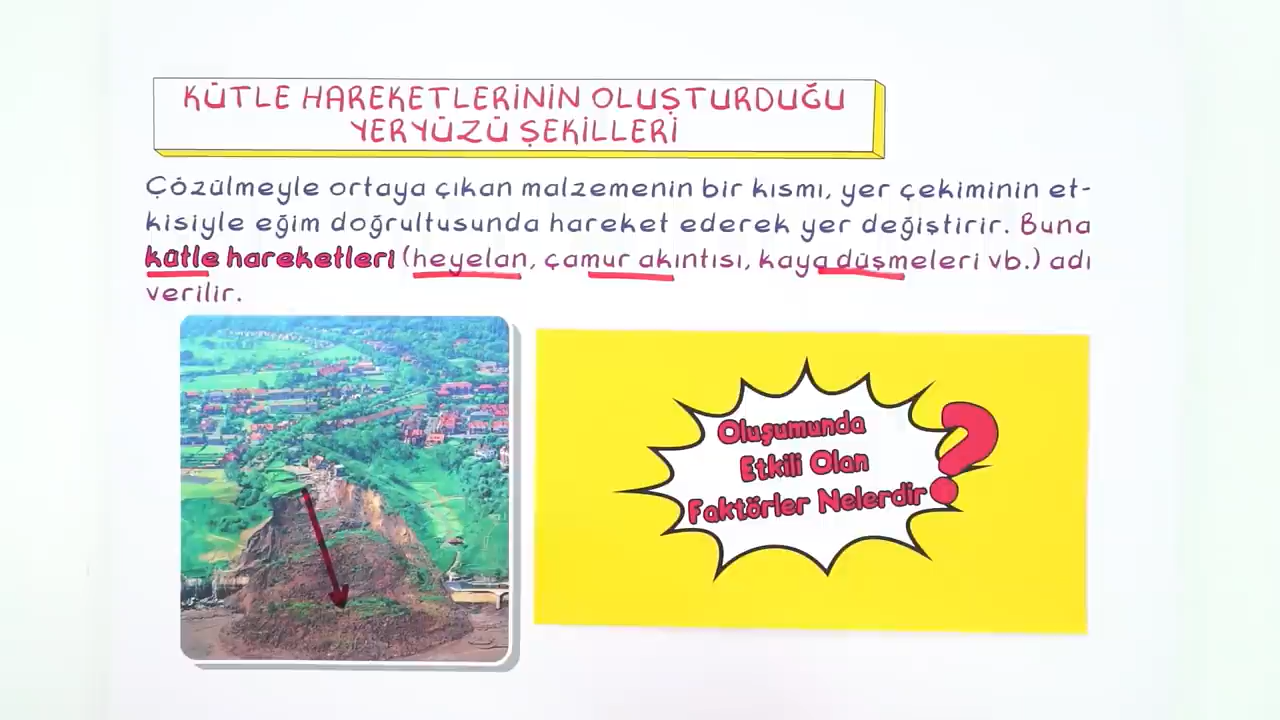 KÜTLE HAREKETLERİNİN OLUŞTURDUĞU
YERYÜZÜ ŞEKİLLERİ
Çözülmeyle ortaya çıkan malzemenin bir kısmı, yer çekiminin et-
kisiyle eğim doğrultusunda hareket ederek yer değiştirir. Buna
kütle hareketleri (heyelan, çamur akıntısı, kaya düşmeleri vb.) adı
verilir.
Oluşumunda
Etkili Olan
Faktörler Nelerdir?